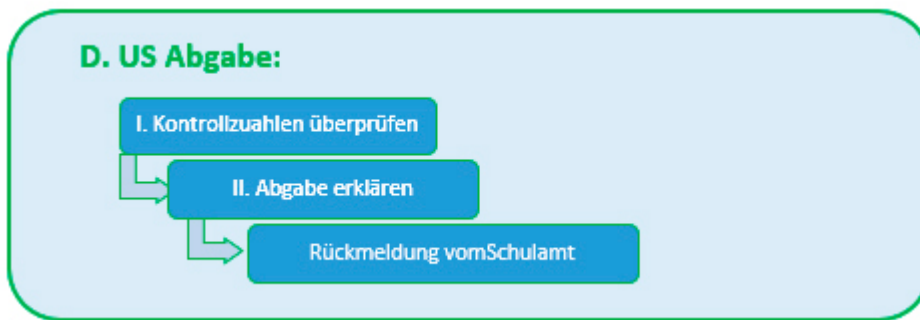 D. US Abgabe:
I. Kontrollzuahlen überprüfen
II. Abgabe erklären
Rückmeldung vomSchulamt